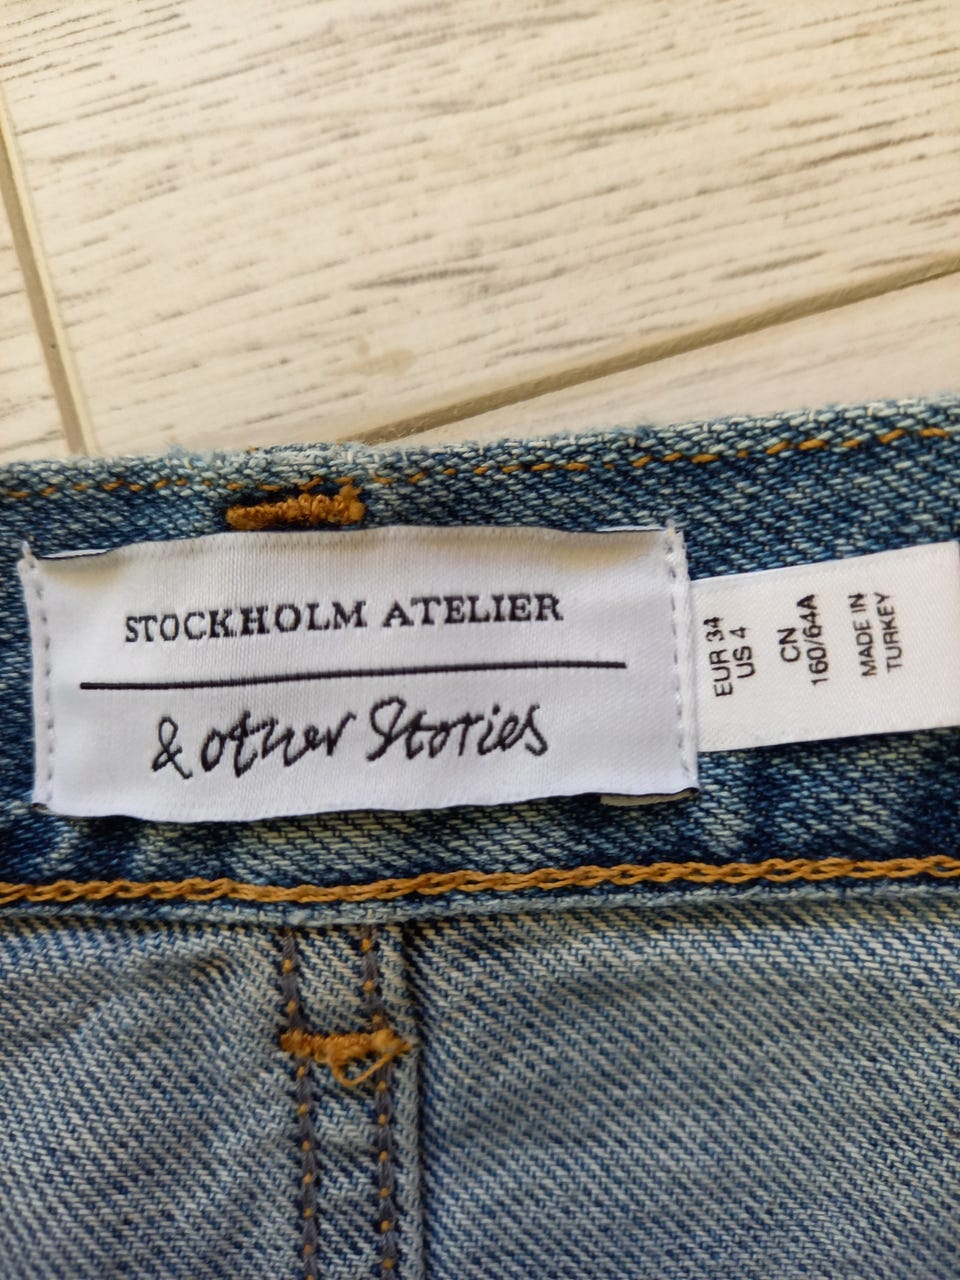 STOCKHOLM ATELIER
& other Stories
EUR 34
US 4
CN
160/64A
MADE IN
TURKEY